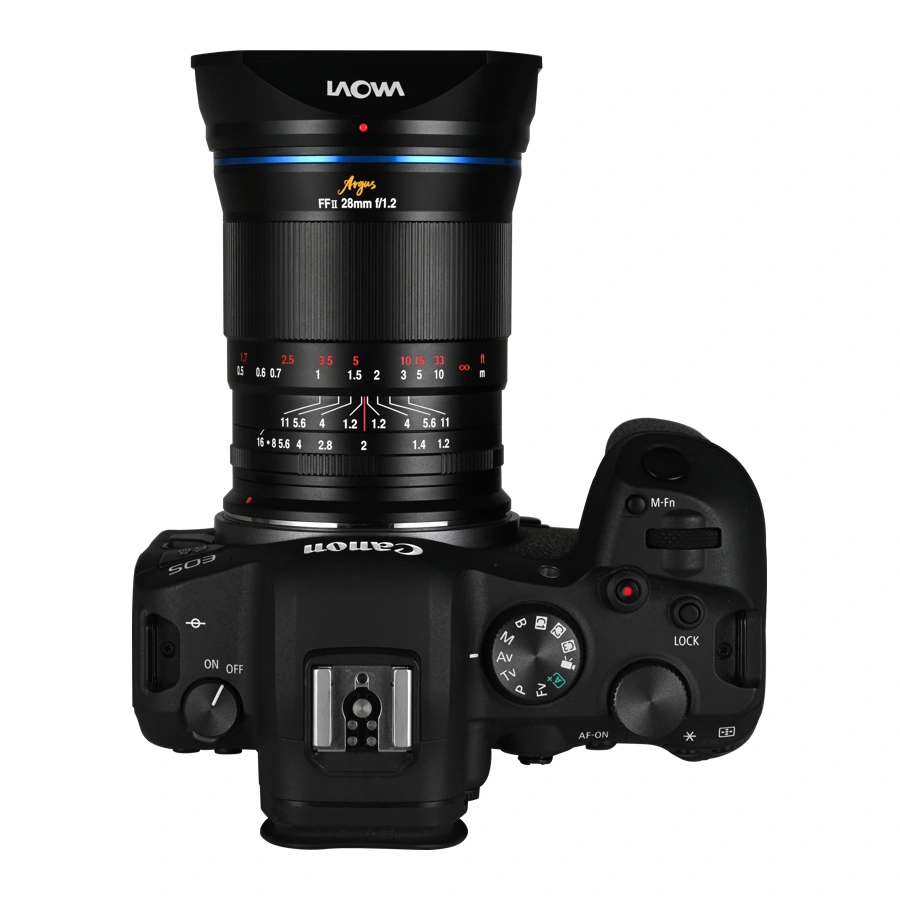 LAOWA
Argus
FFII 28mm f/1.2
1.7 2.5 3.5 5 10 16 33 ∞ ft
0.5 0.6 0.7 1 1.5 2 3 5 10 m
11 5.6 4 1.2 1.2 4 5.6 11
16 • 8 5.6 4 2.8 2 1.4 1.2
M-Fn
Canon
EOS
ON OFF
LOCK
B
M
Av
Tv
P
Fv
A+
AF-ON